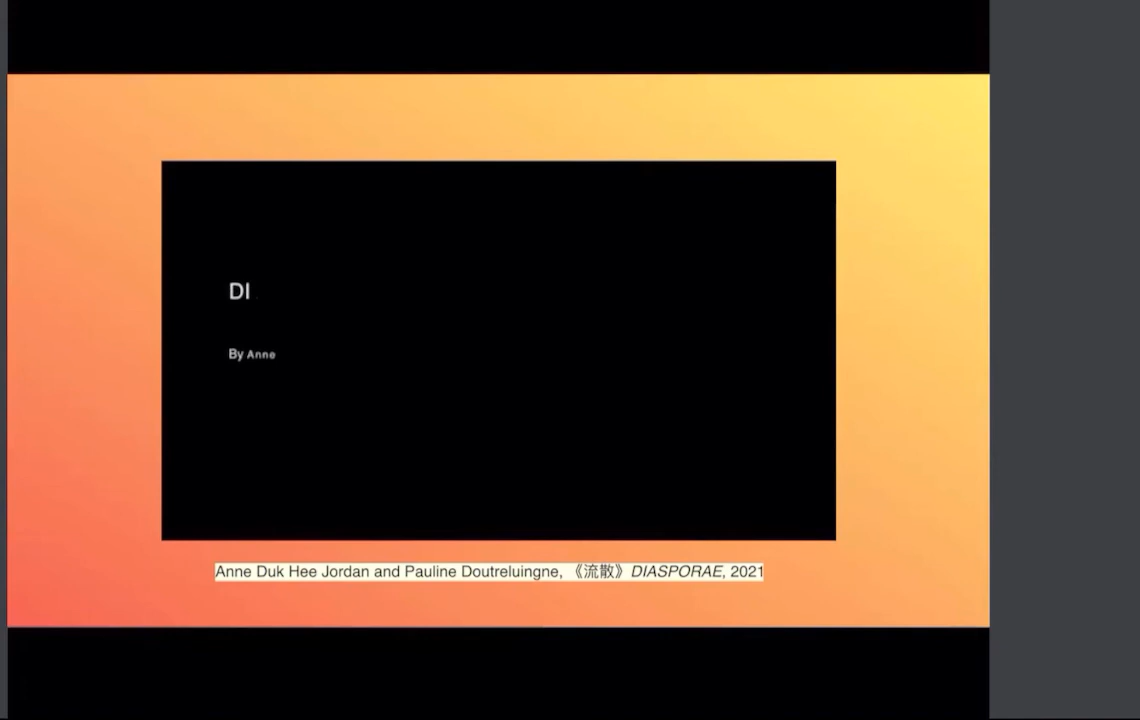 DI
By Anne
Anne Duk Hee Jordan and Pauline Doutreluingne, 《流散》DIASPORAE, 2021